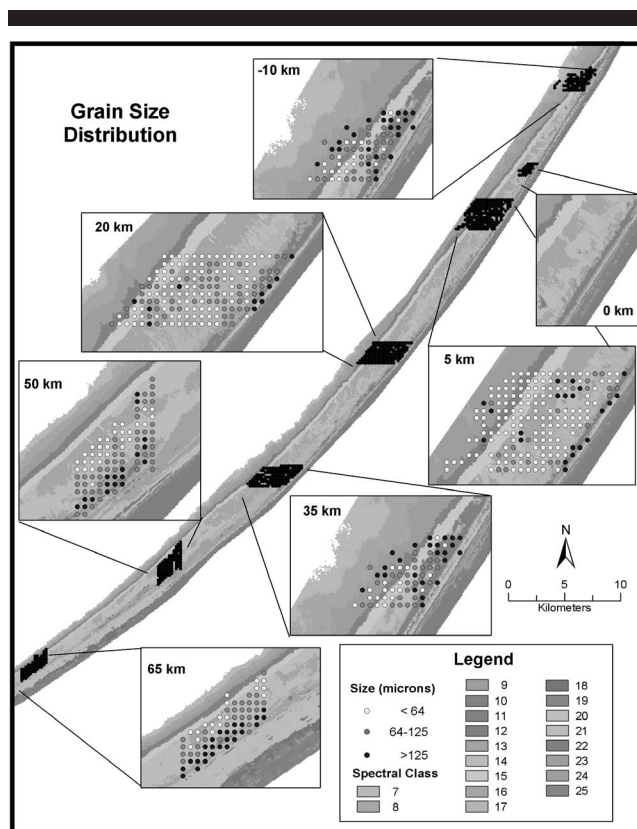 Grain Size
Distribution
-10 km
20 km
0 km
50 km
5 km
35 km
65 km
N
0 5 10
Kilometers
Legend
Size (microns)
< 64
64-125
>125
Spectral Class
7
8
9
10
11
12
13
14
15
16
17
18
19
20
21
22
23
24
25